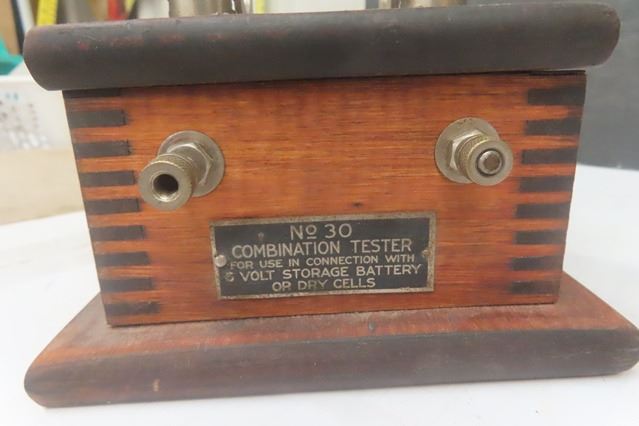 No 30
COMBINATION TESTER
FOR USE IN CONNECTION WITH
6 VOLT STORAGE BATTERY
OR DRY CELLS